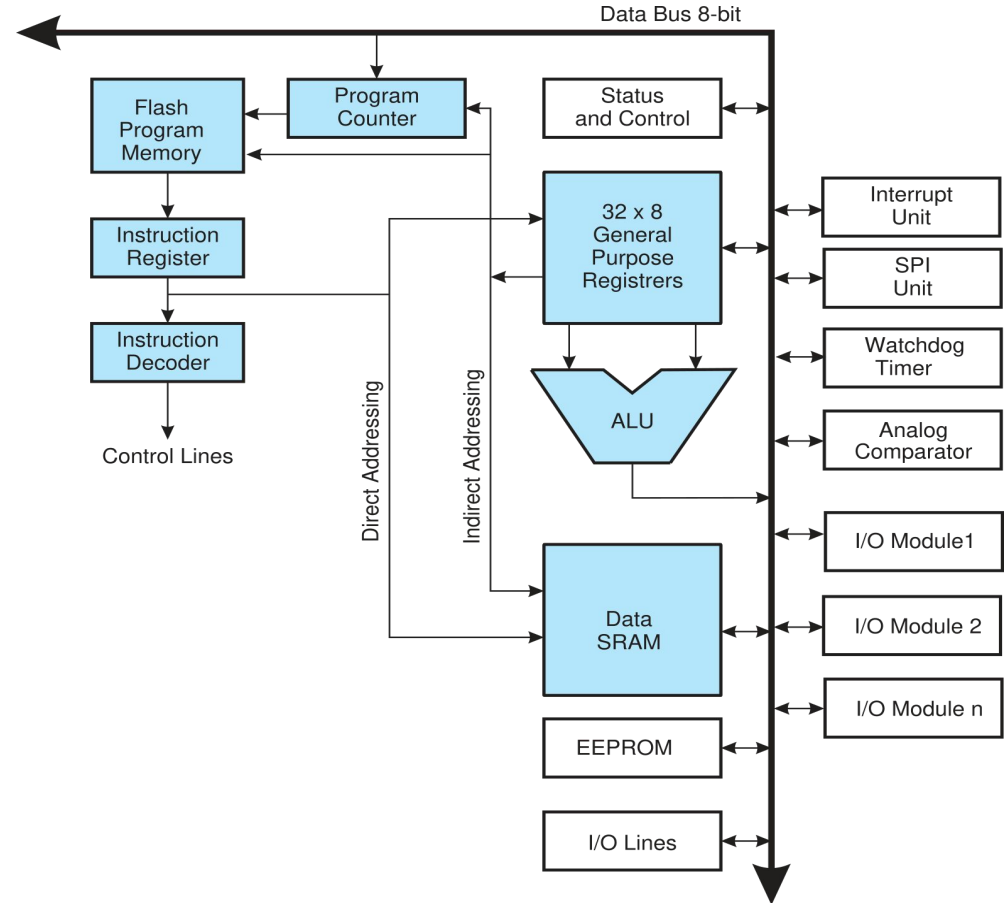 Data Bus 8-bit
Flash
Program
Memory
Program
Counter
Status
and Control
Interrupt
Unit
32 x 8
General
Purpose
Registrers
Instruction
Register
SPI
Unit
Instruction
Decoder
Watchdog
Timer
Control Lines
Direct Addressing
Indirect Addressing
ALU
Analog
Comparator
I/O Module1
Data
SRAM
I/O Module 2
I/O Module n
EEPROM
I/O Lines